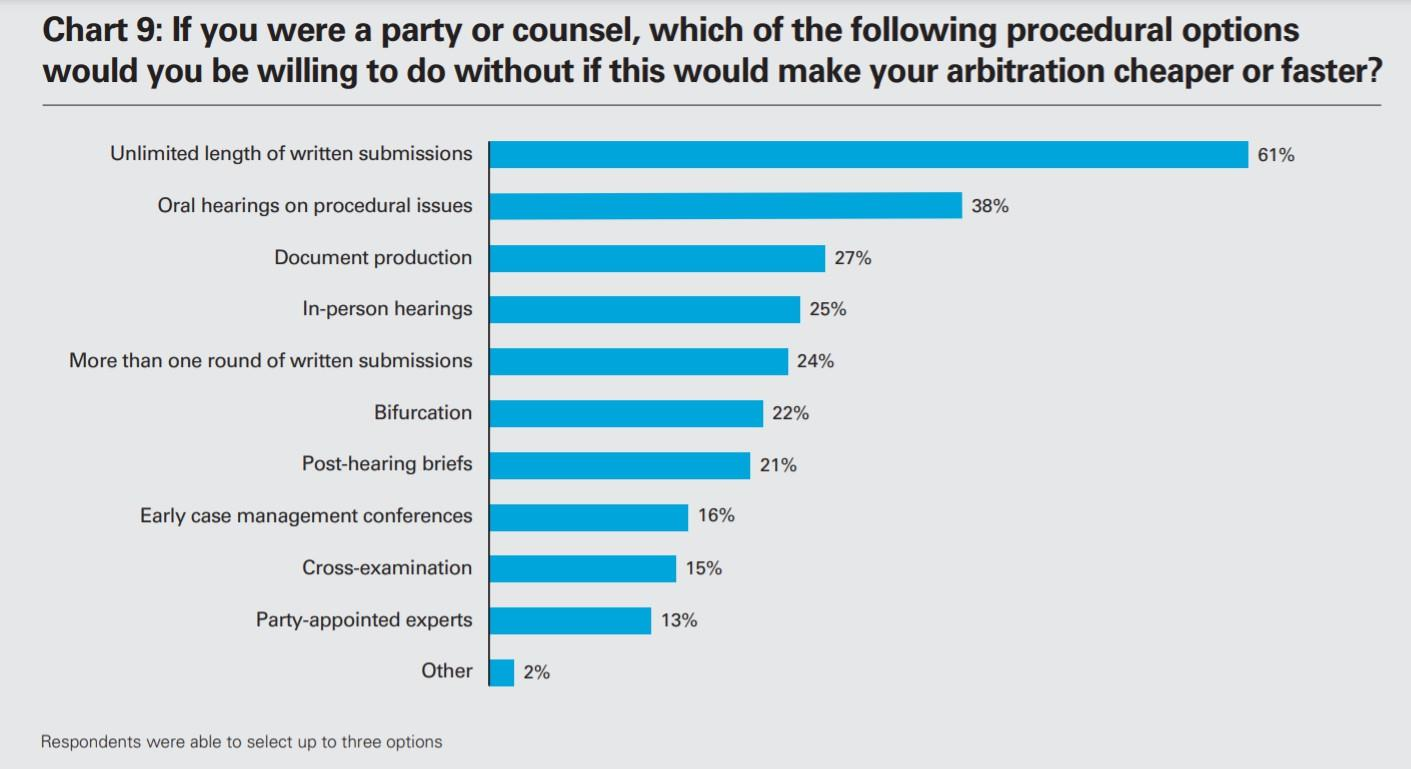 Chart 9: If you were a party or counsel, which of the following procedural options
would you be willing to do without if this would make your arbitration cheaper or faster?
Unlimited length of written submissions 61%
Oral hearings on procedural issues 38%
Document production 27%
In-person hearings 25%
More than one round of written submissions 24%
Bifurcation 22%
Post-hearing briefs 21%
Early case management conferences 16%
Cross-examination 15%
Party-appointed experts 13%
Other 2%
Respondents were able to select up to three options